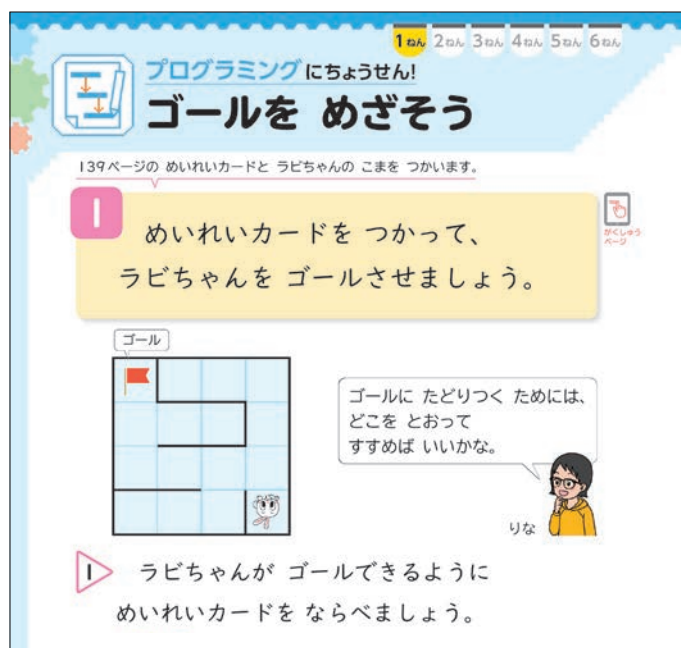 1ねん 2ねん 3ねん 4ねん 5ねん 6ねん
プログラミングにちょうせん!
ゴールを めざそう
139ページの めいれいカードと ラビちゃんの こまを つかいます。
1
めいれいカードを つかって、
ラビちゃんを ゴールさせましょう。
がくしゅう
ページ
ゴール
ゴールに たどりつく ためには、
どこを とおって
すすめば いいかな。
りな
1 ラビちゃんが ゴールできるように
めいれいカードを ならべましょう。